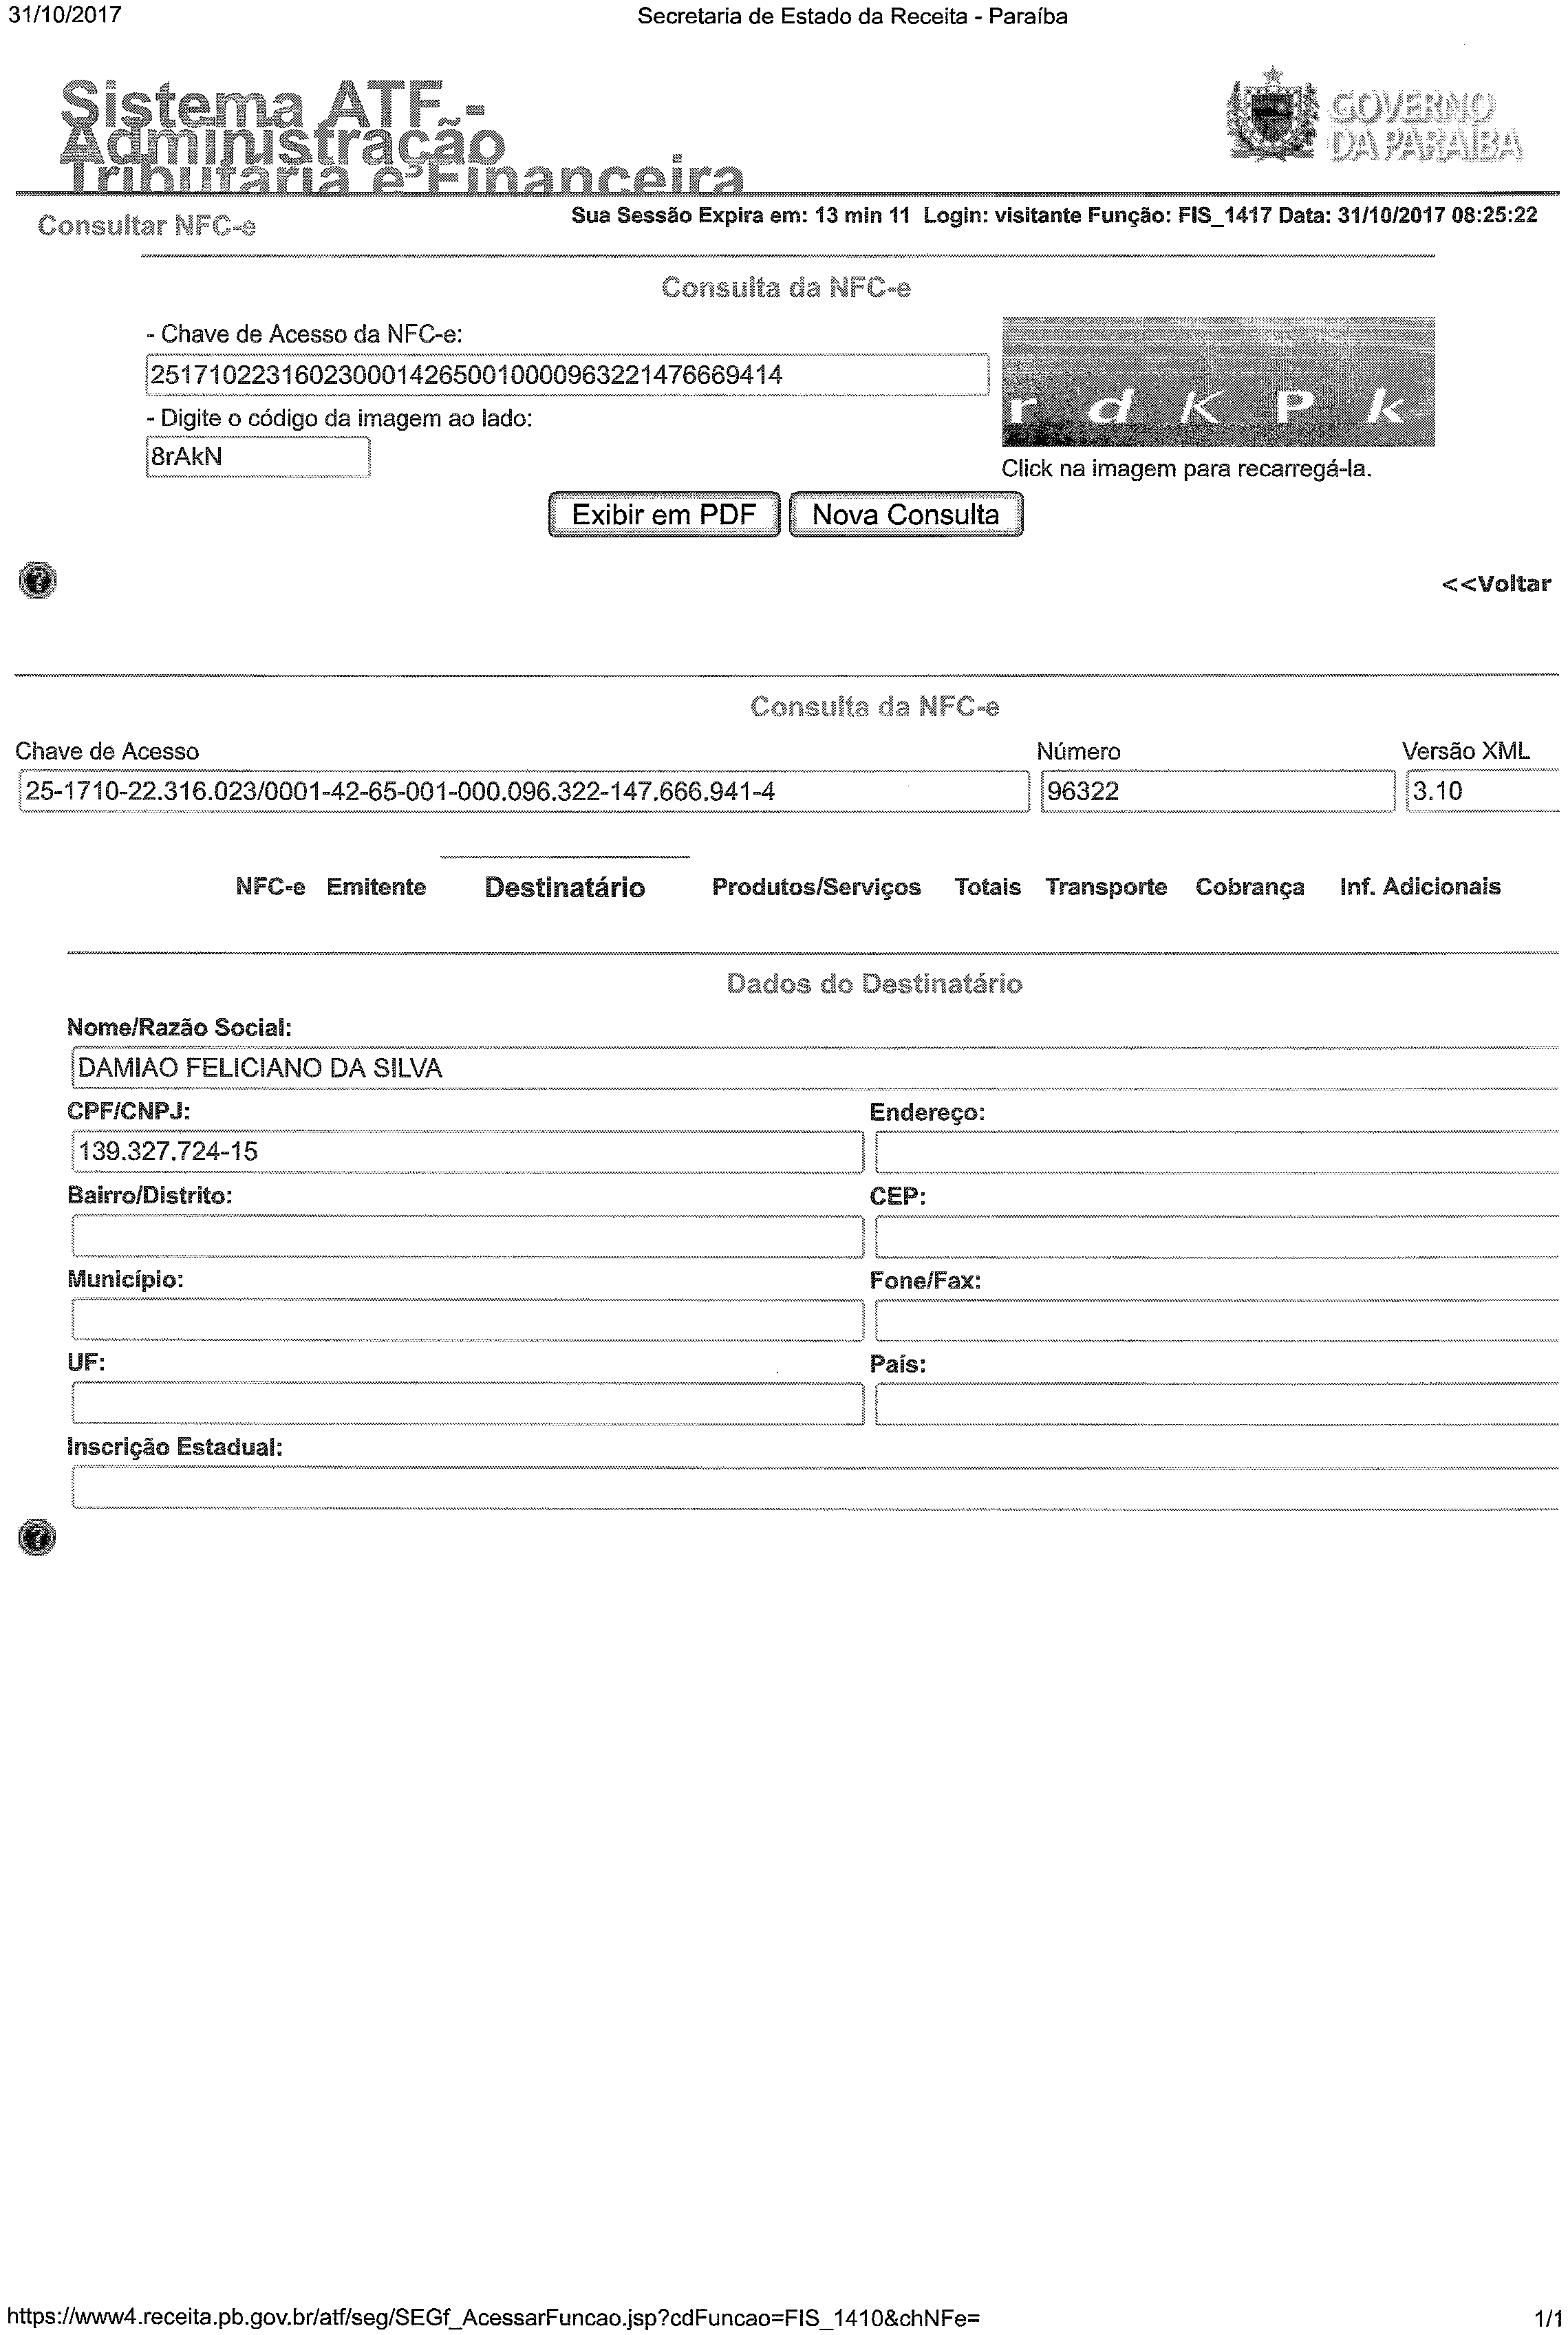 31/10/2017 Secretaria de Estado da Receita - Paraíba
Sistema ATF -
Administração
Tributária e Financeira
GOVERNO
DA PARAÍBA
Consultar NFC-e
Sua Sessão Expira em: 13 min 11 Login: visitante Função: FIS_1417 Data: 31/10/2017 08:25:22
Consulta da NFC-e
- Chave de Acesso da NFC-e:
25171022316023000142650010000963221476669414
- Digite o código da imagem ao lado:
8rAkN
r d K P k
Click na imagem para recarregá-la.
Exibir em PDF Nova Consulta
<<Voltar
Consulta da NFC-e
Chave de Acesso Número Versão XML
25-1710-22.316.023/0001-42-65-001-000.096.322-147.666.941-4 96322 3.10
NFC-e Emitente Destinatário Produtos/Serviços Totais Transporte Cobrança Inf. Adicionais
Dados do Destinatário
Nome/Razão Social:
DAMIAO FELICIANO DA SILVA
CPF/CNPJ: Endereço:
139.327.724-15
Bairro/Distrito: CEP:
Município: Fone/Fax:
UF: País:
Inscrição Estadual:
https://www4.receita.pb.gov.br/atf/seg/SEGf_AcessarFuncao.jsp?cdFuncao=FIS_1410&chNFe= 1/1